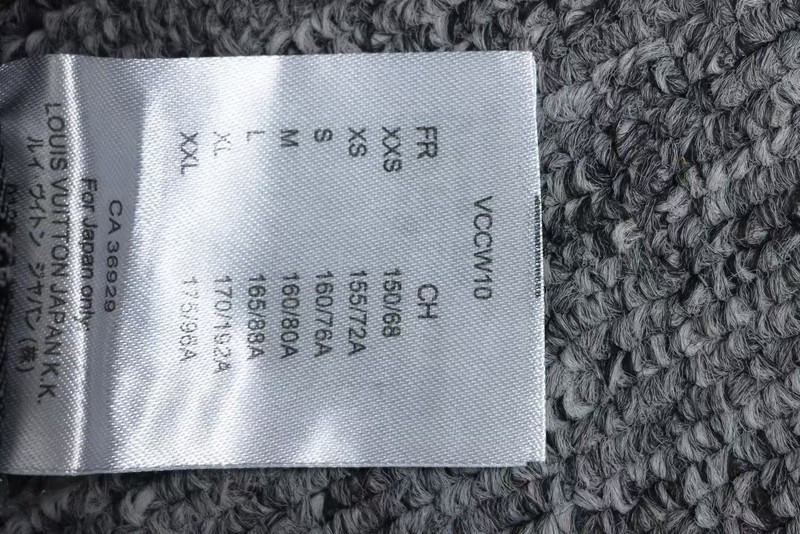 VCCW10
FR CH
XXS 150/68
XS 155/72A
S 160/76A
M 160/80A
L 165/88A
XL 170/192A
XXL 175/96A
CA 36929
For Japan only
LOUIS VUITTON JAPAN K.K.
ルイ ヴィトン ジャパン(株)